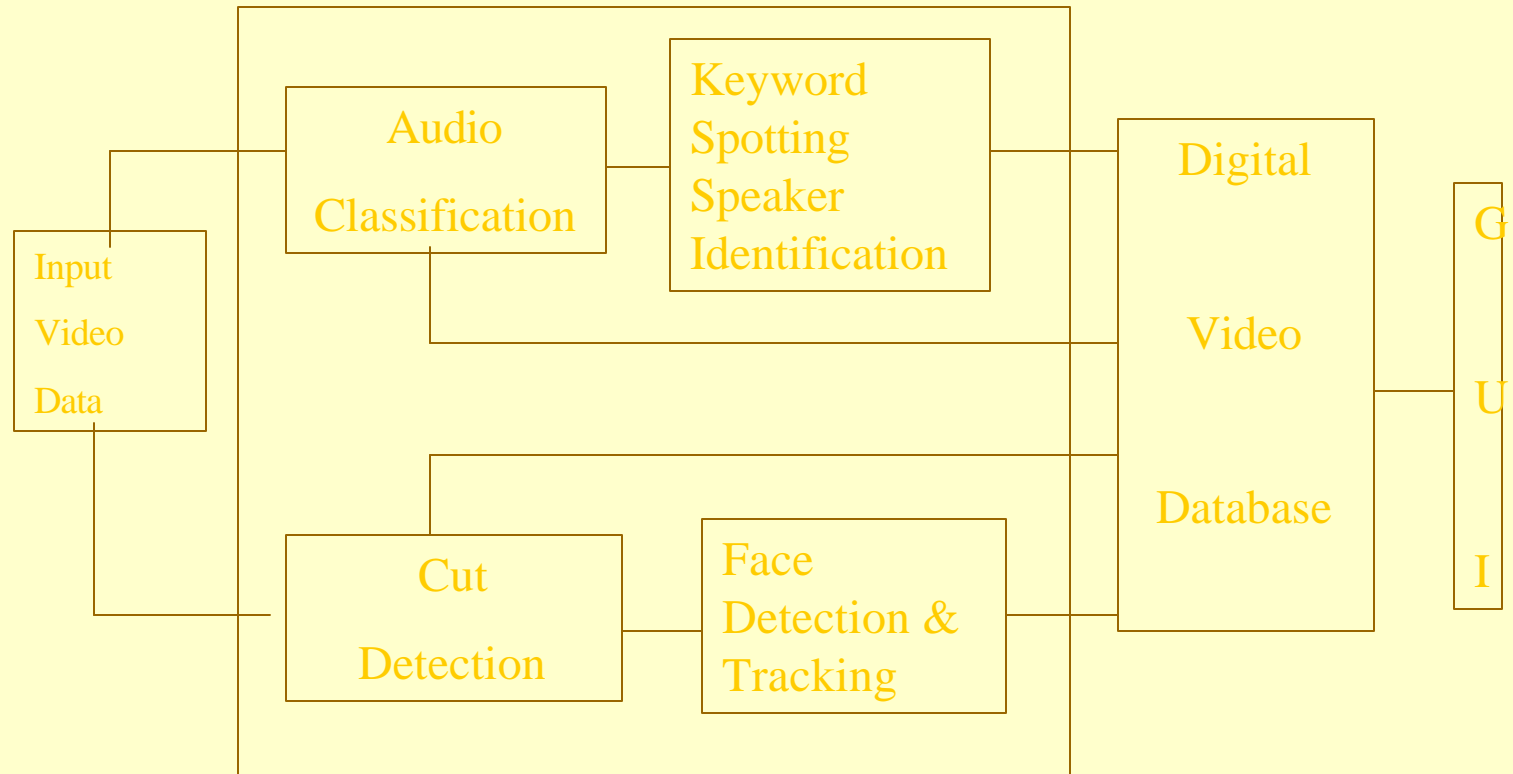 Input
Video
Data
Audio
Classification
Keyword
Spotting
Speaker
Identification
Cut
Detection
Face
Detection &
Tracking
Digital
Video
Database
G
U
I